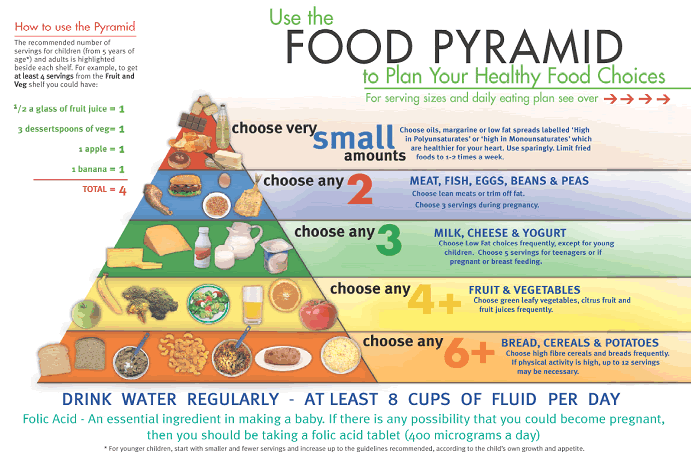 Use the
FOOD PYRAMID
to Plan Your Healthy Food Choices
For serving sizes and daily eating plan see over
How to use the Pyramid
The recommended number of
servings for children (from 5 years of
age*) and adults is highlighted
beside each shelf. For example, to get
at least 4 servings from the Fruit and
Veg shelf you could have:
1/2 a glass of fruit juice = 1
3 dessertspoons of veg = 1
1 apple = 1
1 banana = 1
TOTAL = 4
choose very
small
amounts
Choose oils, margarine or low fat spreads labelled 'High
in Polyunsaturates' or 'high in Monounsaturates' which
are healthier for your heart. Use sparingly. Limit fried
foods to 1-2 times a week.
choose any 2
MEAT, FISH, EGGS, BEANS & PEAS
Choose lean meats or trim off fat.
Choose 3 servings during pregnancy.
choose any 3
MILK, CHEESE & YOGURT
Choose Low Fat choices frequently, except for young
children. Choose 5 servings for teenagers or if
pregnant or breast feeding.
choose any 4+
FRUIT & VEGETABLES
Choose green leafy vegetables, citrus fruit and
fruit juices frequently.
choose any 6+
BREAD, CEREALS & POTATOES
Choose high fibre cereals and breads frequently.
If physical activity is high, up to 12 servings
may be necessary.
DRINK WATER REGULARLY - AT LEAST 8 CUPS OF FLUID PER DAY
Folic Acid - An essential ingredient in making a baby. If there is any possibility that you could become pregnant,
then you should be taking a folic acid tablet (400 micrograms a day)
* For younger children, start with smaller and fewer servings and increase up to the guidelines recommended, according to the child's own growth and appetite.